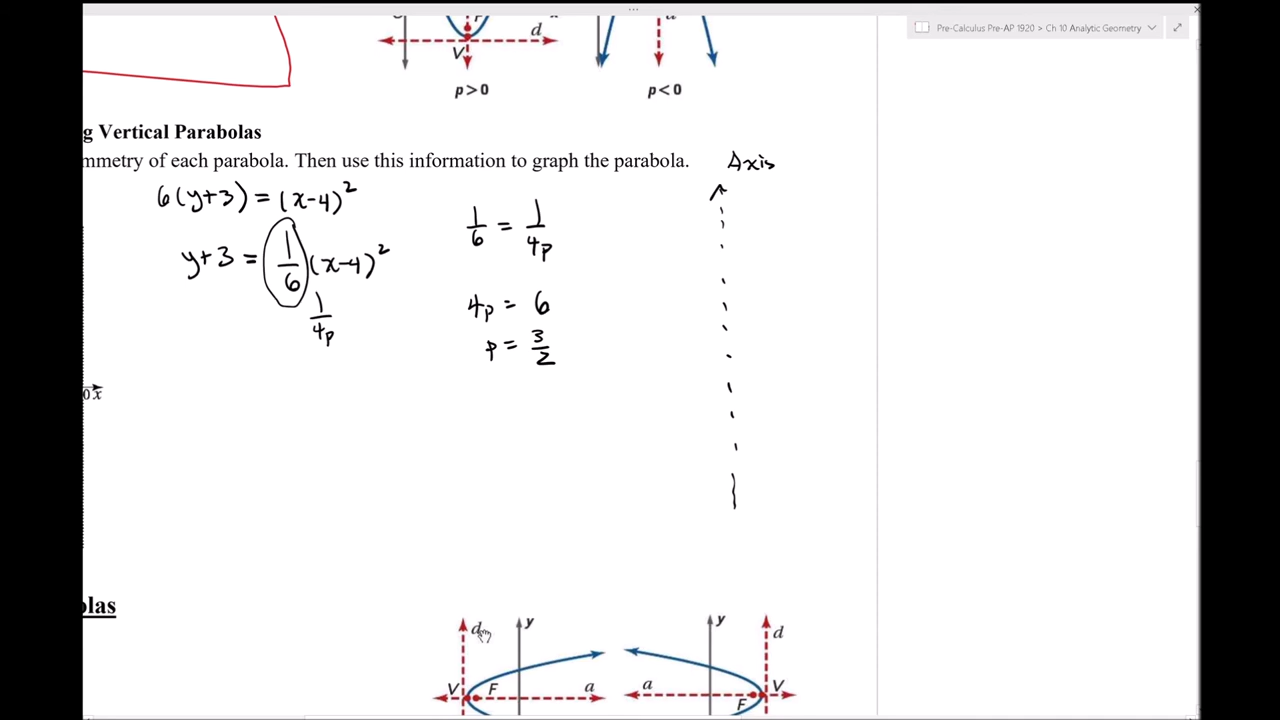 Pre-Calculus Pre-AP 1920 > Ch 10 Analytic Geometry
F
d
V
p>0
p<0
g Vertical Parabolas
mmetry of each parabola. Then use this information to graph the parabola.
Axis
6(y+3) = (x-4)²
y+3 = 1/6 (x-4)²
1/4p
1/6 = 1/4p
4p = 6
p = 3/2
0 x
olas
d
y
V
F
a
y
d
a
V
F